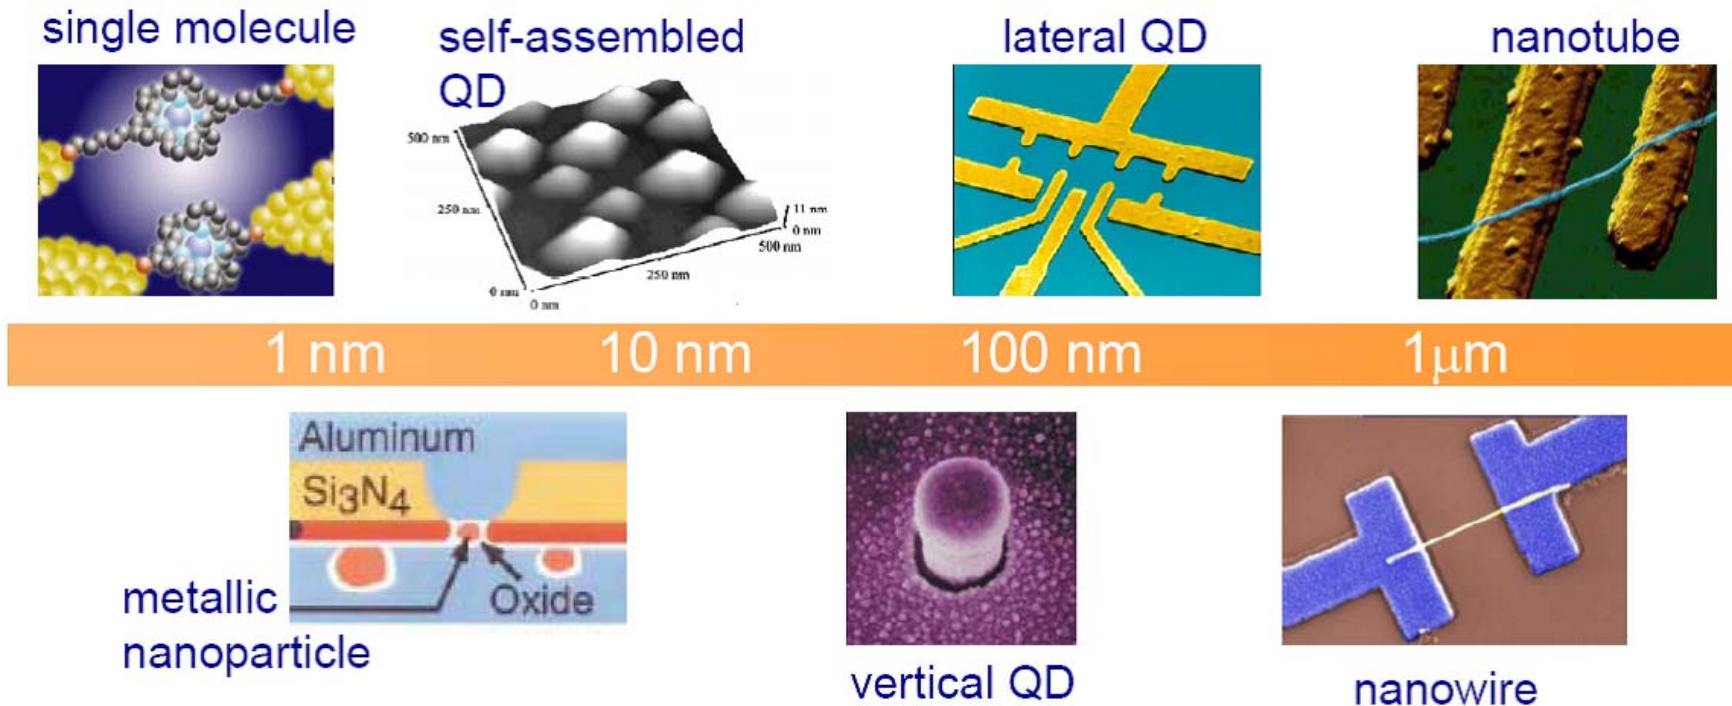 single molecule
self-assembled
QD
lateral QD
nanotube
500 nm
250 nm
0 nm
0 nm
250 nm
500 nm
11 nm
0 nm
1 nm
10 nm
100 nm
1μm
Aluminum
Si3N4
Oxide
metallic
nanoparticle
vertical QD
nanowire